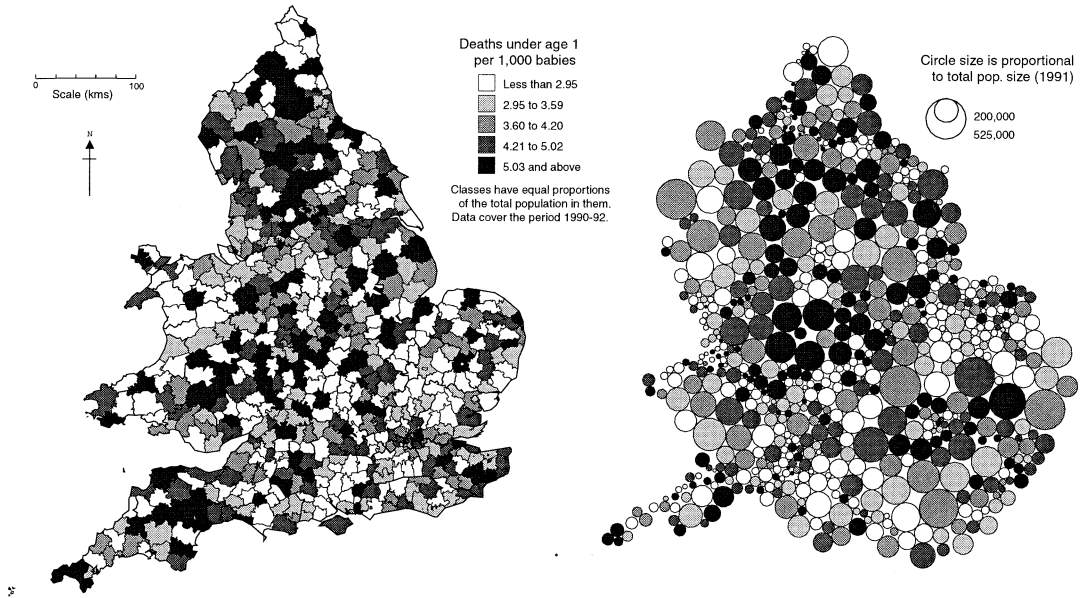 Deaths under age 1
per 1,000 babies
Less than 2.95
2.95 to 3.59
3.60 to 4.20
4.21 to 5.02
5.03 and above
Classes have equal proportions
of the total population in them.
Data cover the period 1990-92.
0 100
Scale (kms)
N
Circle size is proportional
to total pop. size (1991)
200,000
525,000